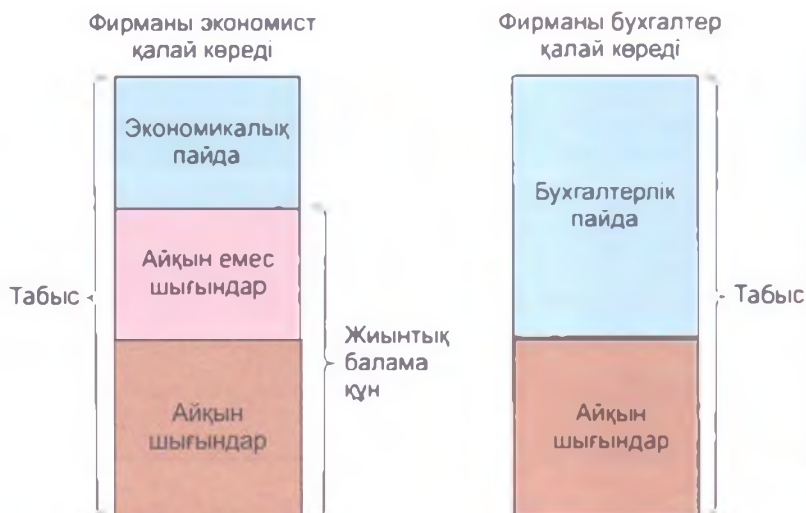 Фирманы экономист
қалай көреді
Экономикалық
пайда
Айқын емес
шығындар
Айқын
шығындар
Табыс
Жиынтық
балама
құн
Фирманы бухгалтер
қалай көреді
Бухгалтерлік
пайда
Айқын
шығындар
Табыс